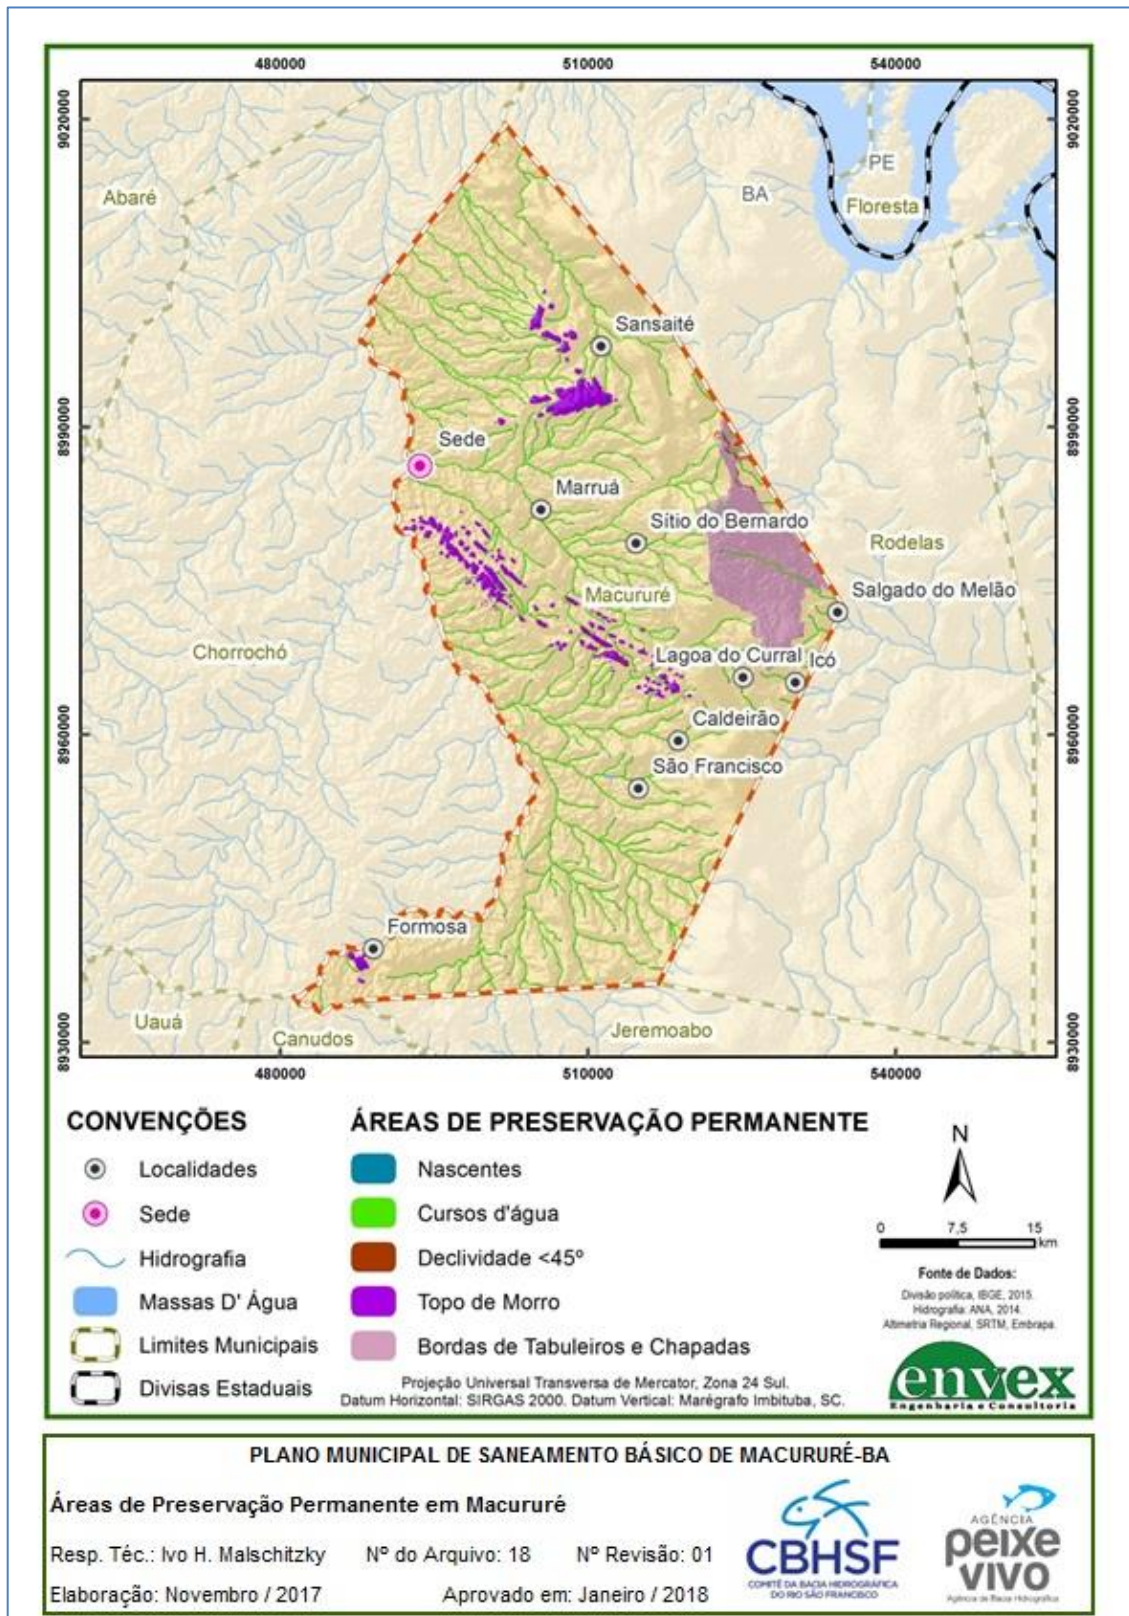 480000
510000
540000
9020000
9020000
PE
BA
Abaré
Floresta
Sansaité
8990000
8990000
Sede
Marruá
Sítio do Bernardo
Rodelas
Macururé
Salgado do Melão
Chorrochó
Lagoa do Curral
Icó
Caldeirão
8960000
8960000
São Francisco
Formosa
Uauá
Canudos
Jeremoabo
8930000
8930000
480000
510000
540000
CONVENÇÕES
Localidades
Sede
Hidrografia
Massas D' Água
Limites Municipais
Divisas Estaduais
ÁREAS DE PRESERVAÇÃO PERMANENTE
Nascentes
Cursos d'água
Declividade <45º
Topo de Morro
Bordas de Tabuleiros e Chapadas
Projeção Universal Transversa de Mercator, Zona 24 Sul.
Datum Horizontal: SIRGAS 2000. Datum Vertical: Marégrafo Imbituba, SC.
N
0 7,5 15
km
Fonte de Dados:
Divisão política, IBGE, 2015.
Hidrografia: ANA, 2014.
Altimetria Regional, SRTM, Embrapa.
envex
Engenharia e Consultoria
PLANO MUNICIPAL DE SANEAMENTO BÁSICO DE MACURURÉ-BA
Áreas de Preservação Permanente em Macururé
Resp. Téc.: Ivo H. Malschitzky Nº do Arquivo: 18 Nº Revisão: 01
Elaboração: Novembro / 2017 Aprovado em: Janeiro / 2018
CBHSF
COMITÊ DA BACIA HIDROGRÁFICA
DO RIO SÃO FRANCISCO
AGÊNCIA
peixe
vivo
Agência de Bacia Hidrográfica